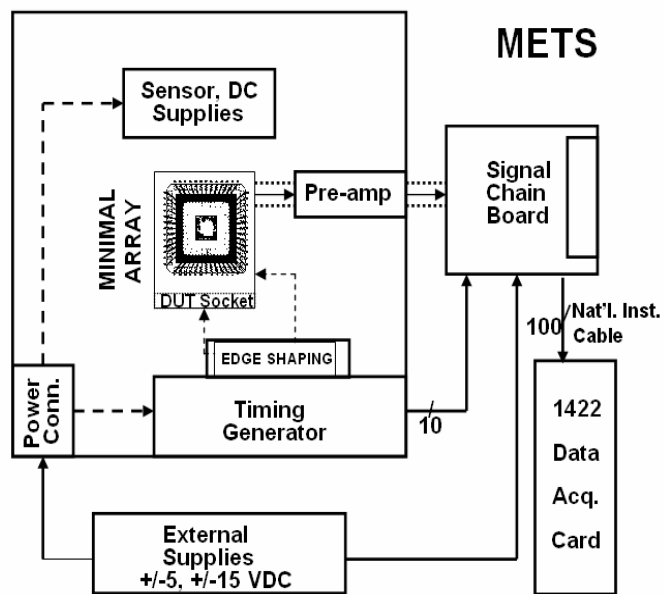 METS
Sensor, DC
Supplies
Signal
Chain
Board
Pre-amp
MINIMAL
ARRAY
DUT Socket
100
Nat'l. Inst.
Cable
EDGE SHAPING
Power
Conn.
Timing
Generator
10
1422
Data
Acq.
Card
External
Supplies
+/-5, +/-15 VDC